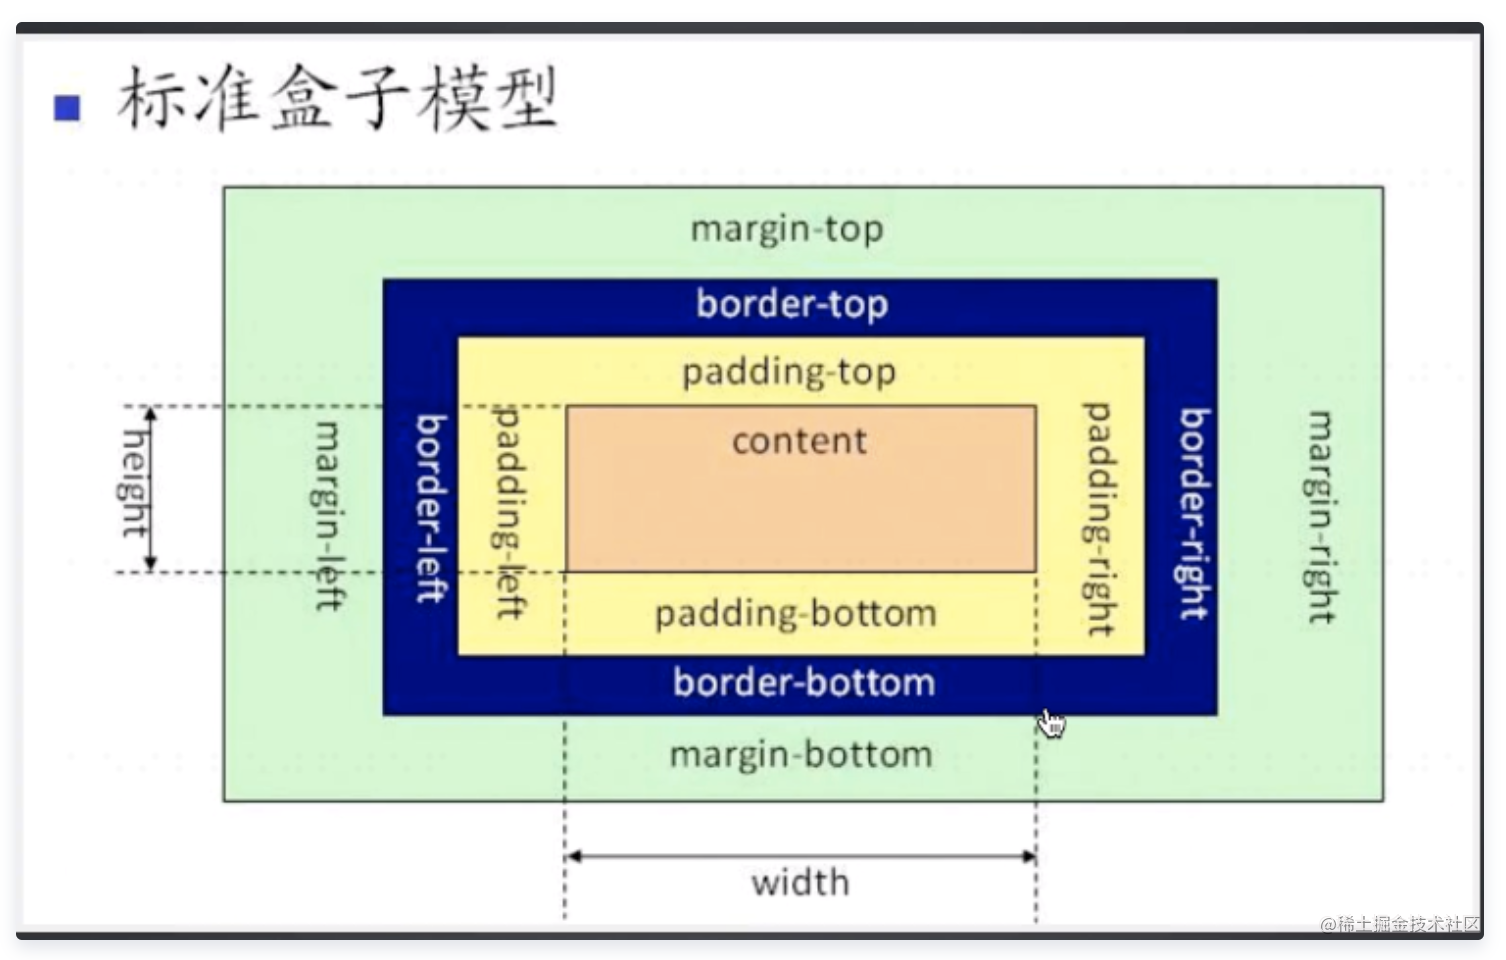 标准盒子模型
margin-top
border-top
padding-top
content
height
margin-left
border-left
padding-left
padding-right
border-right
margin-right
padding-bottom
border-bottom
margin-bottom
width
@稀土掘金技术社区